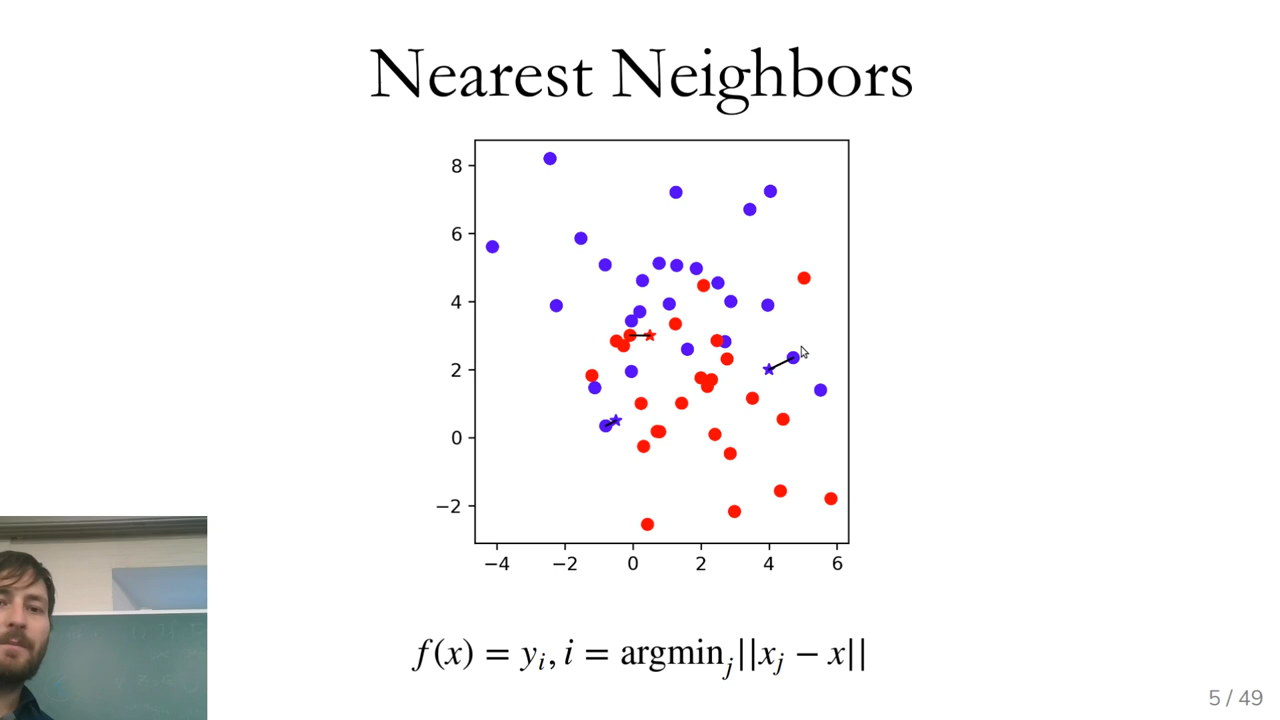 Nearest Neighbors
8
6
4
2
0
−2
−4 −2 0 2 4 6
f(x) = y_i, i = argmin_j||x_j − x||
5 / 49